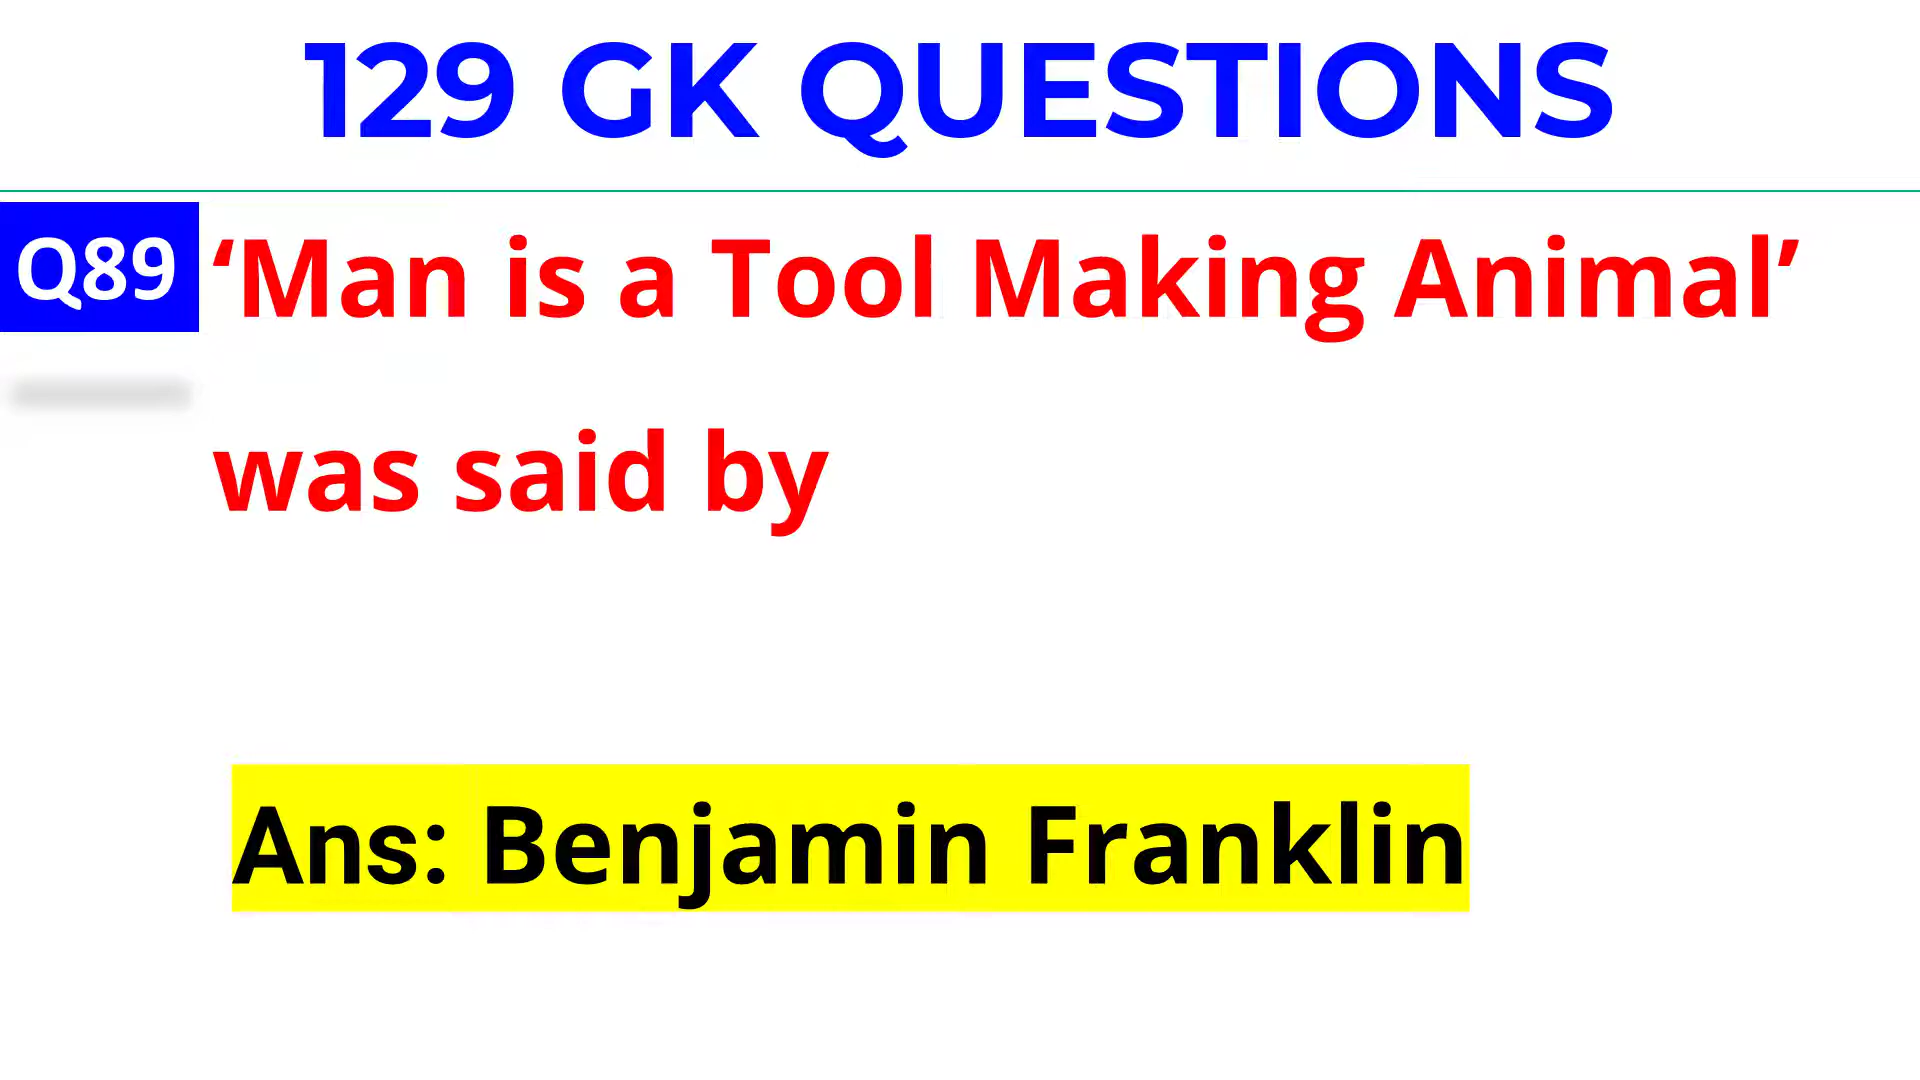 129 GK QUESTIONS
Q89 ‘Man is a Tool Making Animal’
was said by
Ans: Benjamin Franklin